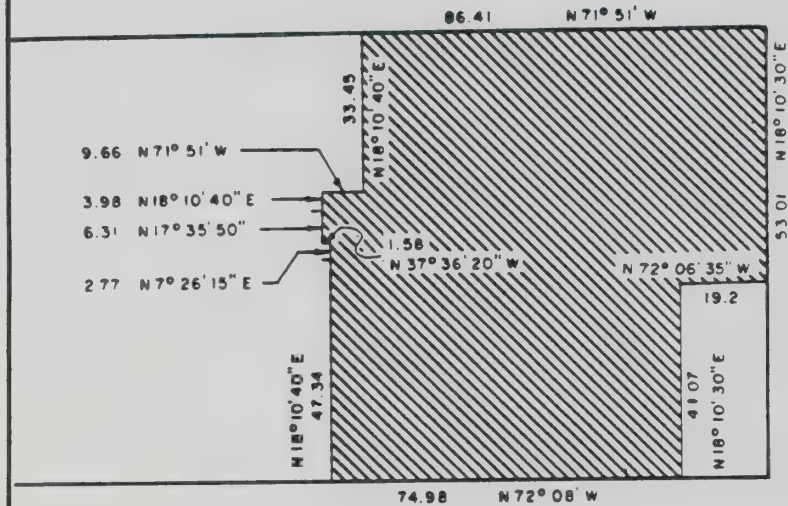 86.41 N 71° 51' W
33.45
N 18° 10' 40" E
53.01 N 18° 10' 30" E
9.66 N 71° 51' W
3.98 N 18° 10' 40" E
6.31 N 17° 35' 50"
1.58
N 37° 36' 20" W
2.77 N 7° 26' 15" E
N 72° 06' 35" W
19.2
N 18° 10' 40" E
47.34
41.07
N 18° 10' 30" E
74.98 N 72° 08' W